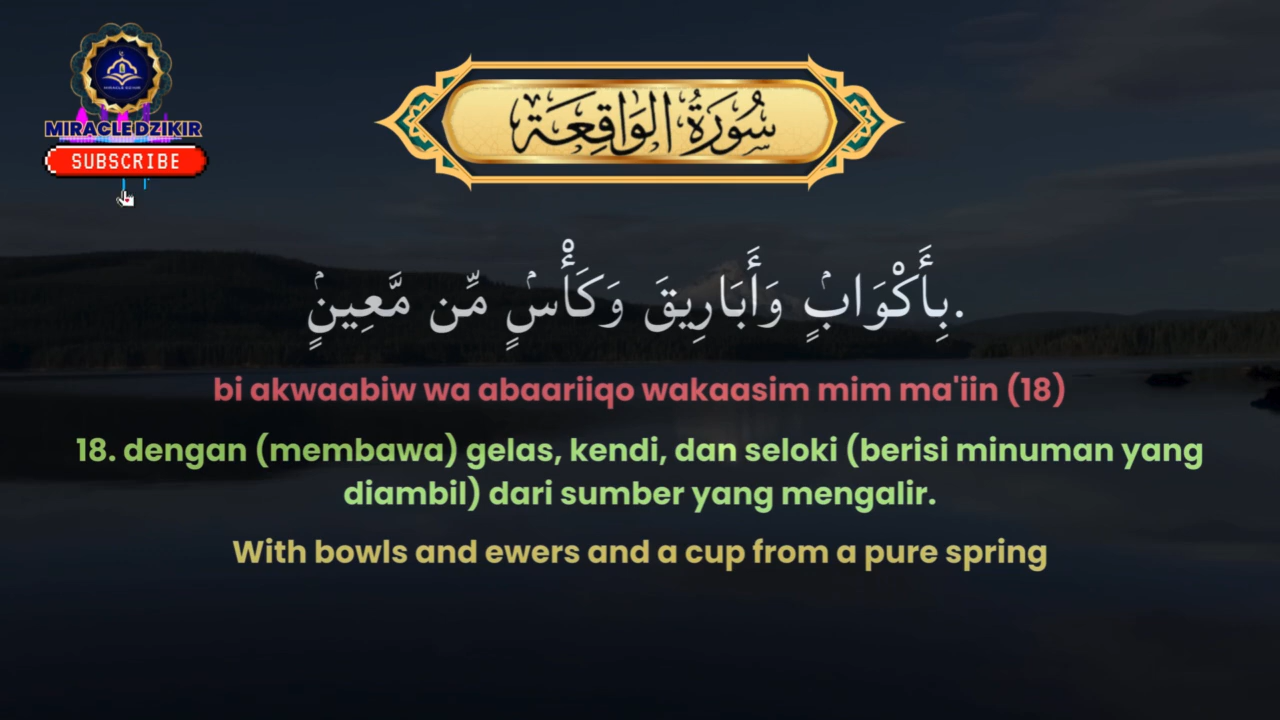 MIRACLE DZIKIR
SUBSCRIBE
سُورَةُ الوَاقِعَة
بِأَكْوَابٍۢ وَأَبَارِيقَ وَكَأْسٍۢ مِّن مَّعِينٍۢ.
bi akwaabiw wa abaariiqo wakaasim mim ma'iin (18)
18. dengan (membawa) gelas, kendi, dan seloki (berisi minuman yang
diambil) dari sumber yang mengalir.
With bowls and ewers and a cup from a pure spring